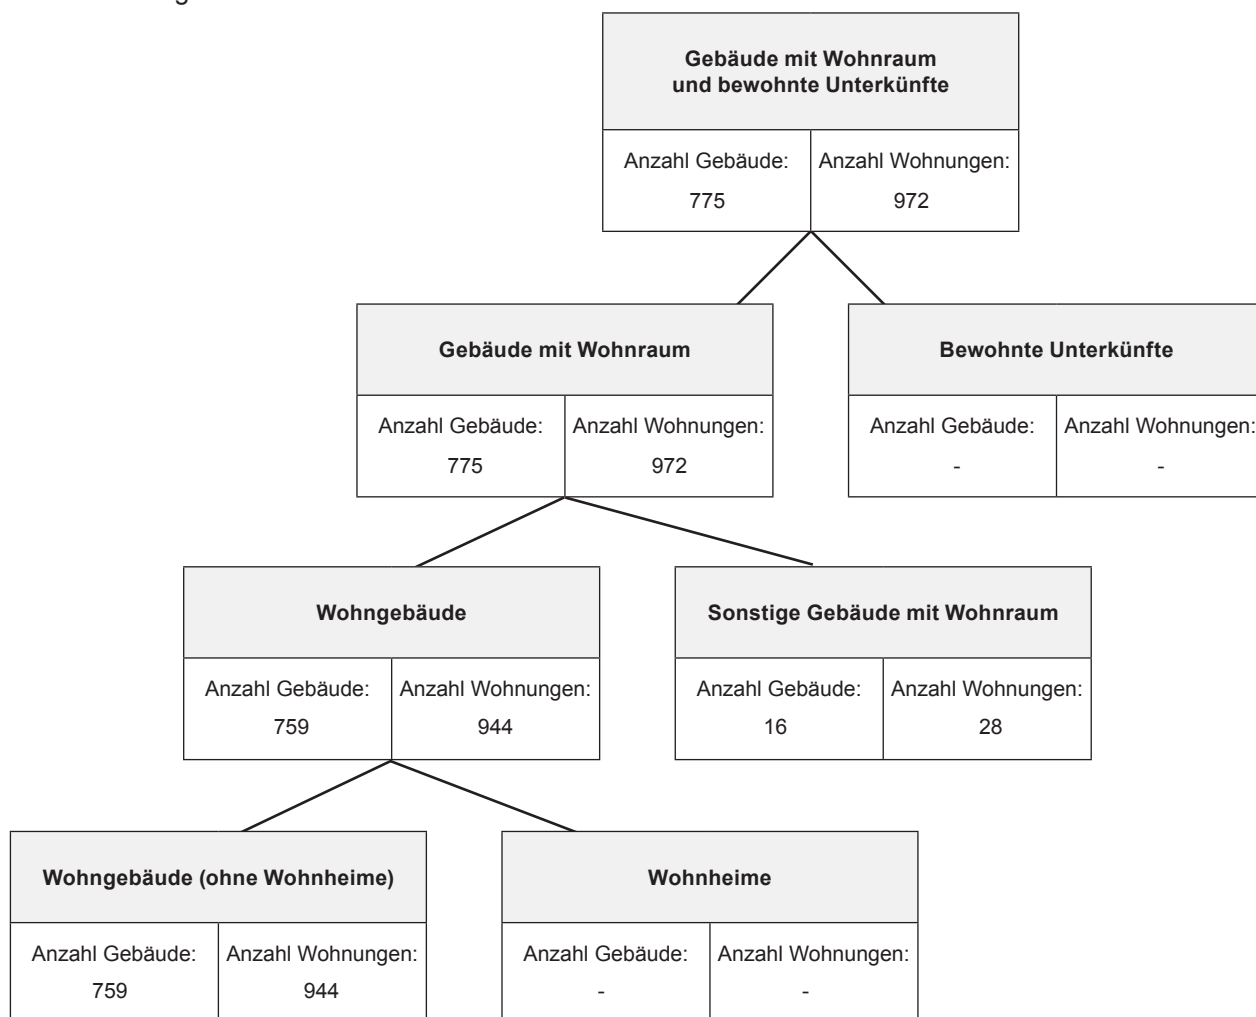 Gebäude mit Wohnraum
und bewohnte Unterkünfte
Anzahl Gebäude: Anzahl Wohnungen:
775 972
Gebäude mit Wohnraum
Bewohnte Unterkünfte
Anzahl Gebäude: Anzahl Wohnungen:
775 972
Anzahl Gebäude: Anzahl Wohnungen:
- -
Wohngebäude
Sonstige Gebäude mit Wohnraum
Anzahl Gebäude: Anzahl Wohnungen:
759 944
Anzahl Gebäude: Anzahl Wohnungen:
16 28
Wohngebäude (ohne Wohnheime)
Wohnheime
Anzahl Gebäude: Anzahl Wohnungen:
759 944
Anzahl Gebäude: Anzahl Wohnungen:
- -